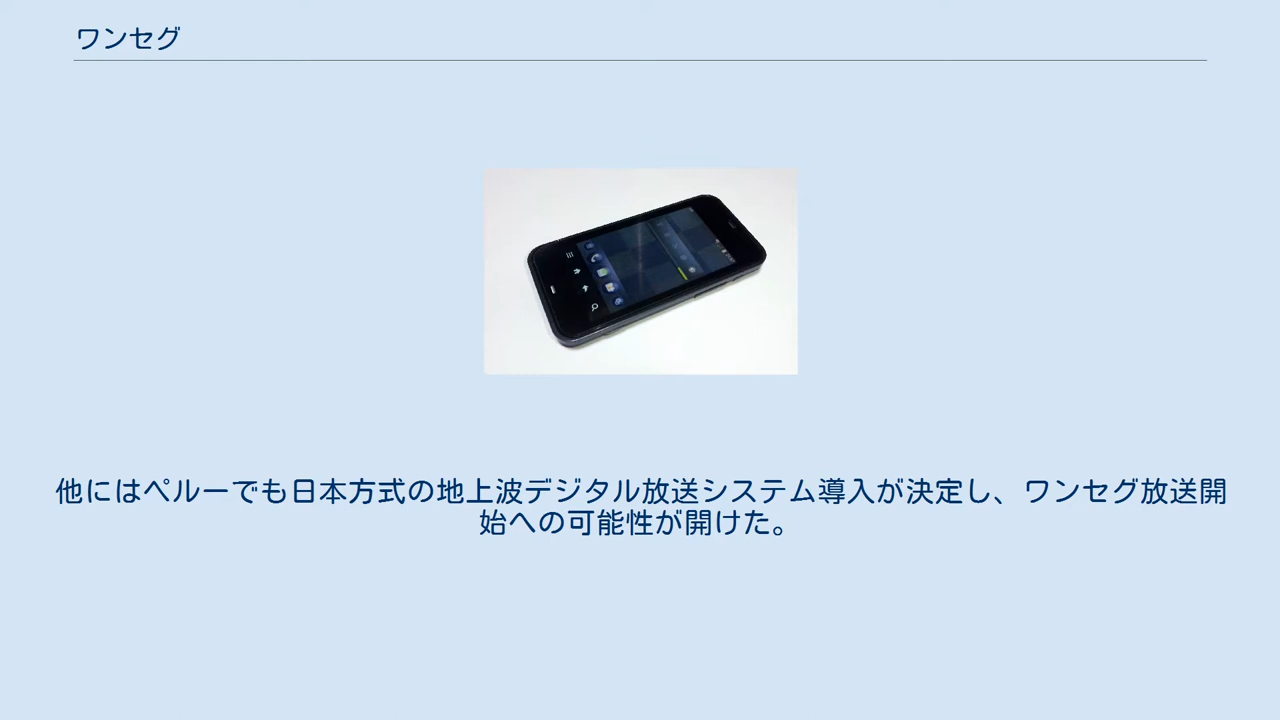 ワンセグ
他にはペルーでも日本方式の地上波デジタル放送システム導入が決定し、ワンセグ放送開
始への可能性が開けた。